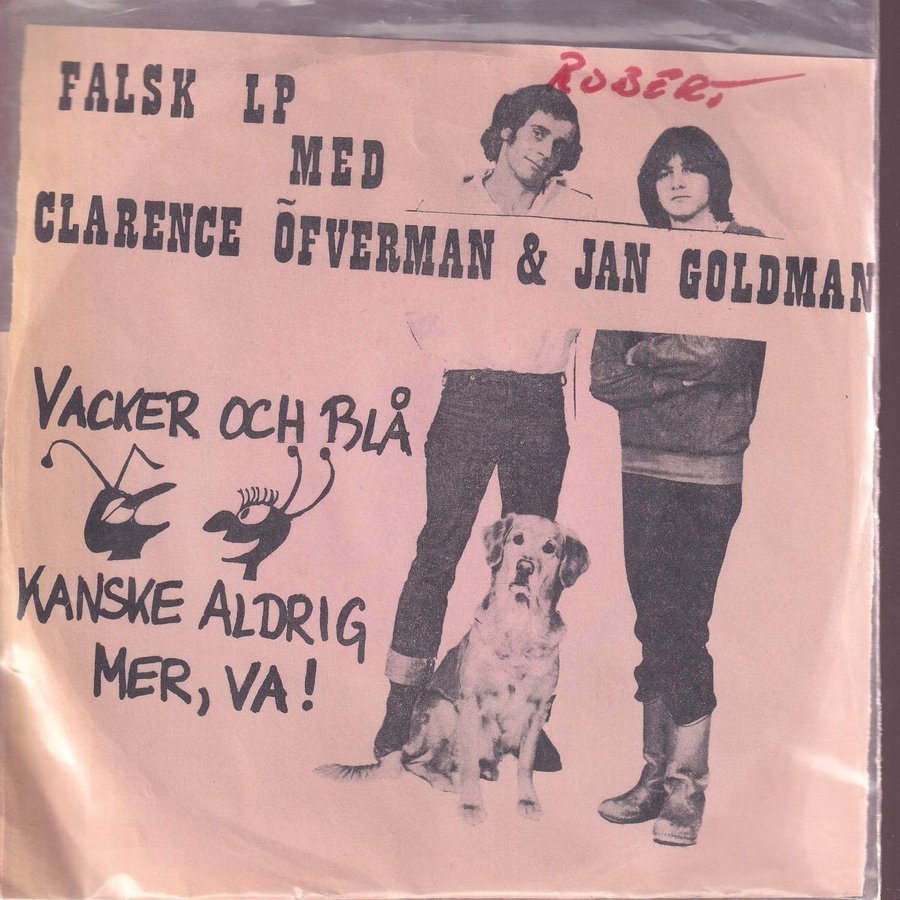 ROBERT
FALSK LP
MED
CLARENCE ÕFVERMAN & JAN GOLDMAN
VACKER OCH BLÅ
KANSKE ALDRIG
MER, VA!